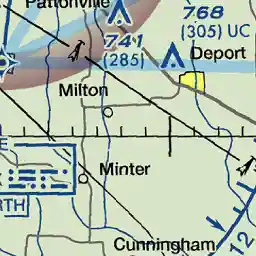 Pattonville
768
(305) UC
741
(285)
Deport
Milton
E
Minter
RTH
Cunningham
12